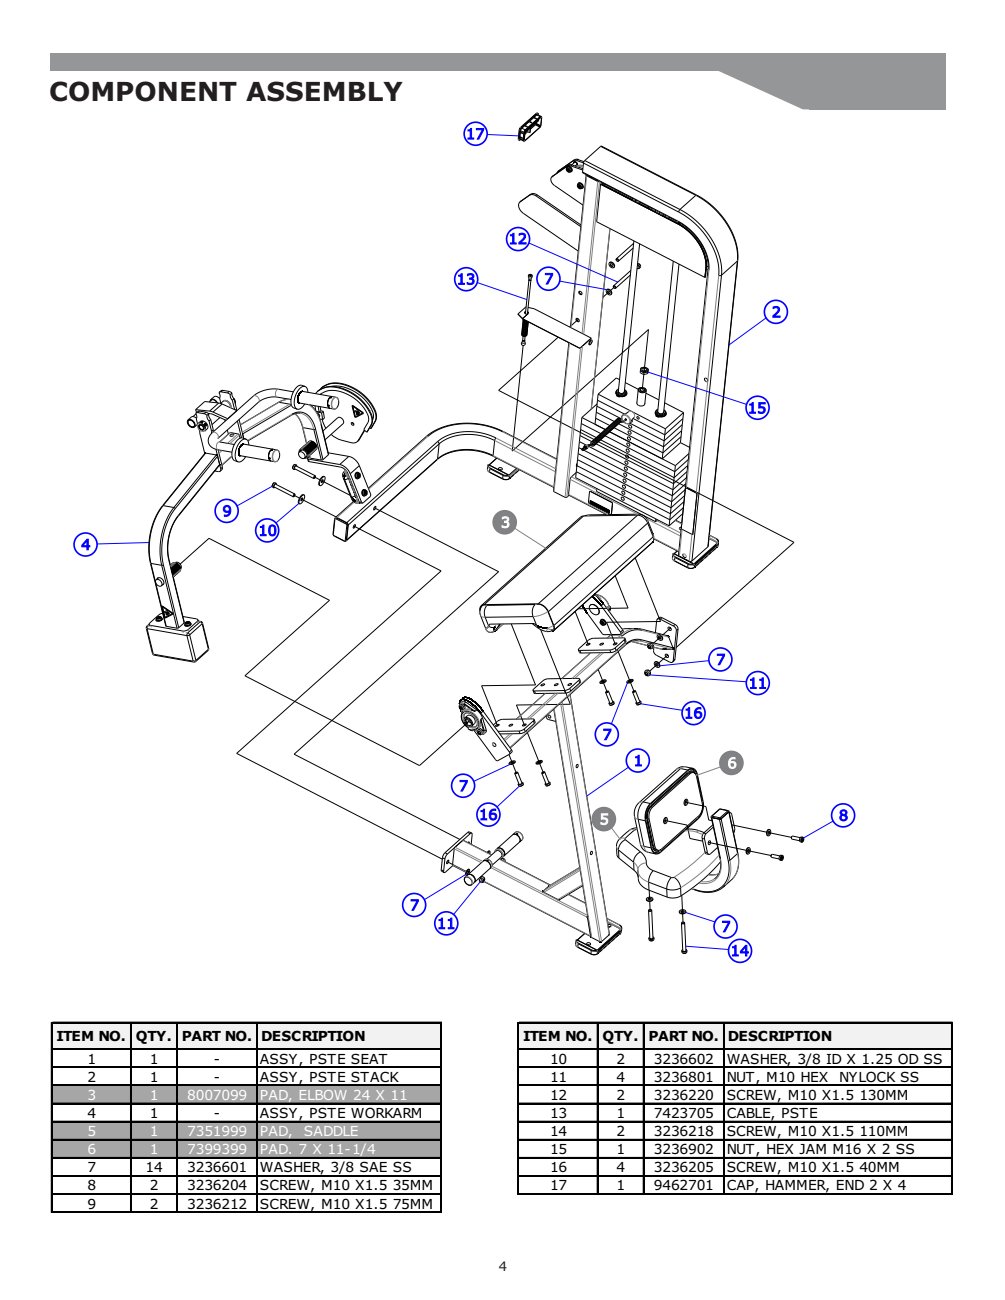 COMPONENT ASSEMBLY
17
12
13
7
2
15
9
10
3
4
7
11
16
7
1
6
7
16
5
8
7
11
7
14
ITEM NO. QTY. PART NO. DESCRIPTION
1 1 - ASSY, PSTE SEAT
2 1 - ASSY, PSTE STACK
3 1 8007099 PAD, ELBOW 24 X 11
4 1 - ASSY, PSTE WORKARM
5 1 7351999 PAD, SADDLE
6 1 7399399 PAD. 7 X 11-1/4
7 14 3236601 WASHER, 3/8 SAE SS
8 2 3236204 SCREW, M10 X1.5 35MM
9 2 3236212 SCREW, M10 X1.5 75MM
ITEM NO. QTY. PART NO. DESCRIPTION
10 2 3236602 WASHER, 3/8 ID X 1.25 OD SS
11 4 3236801 NUT, M10 HEX NYLOCK SS
12 2 3236220 SCREW, M10 X1.5 130MM
13 1 7423705 CABLE, PSTE
14 2 3236218 SCREW, M10 X1.5 110MM
15 1 3236902 NUT, HEX JAM M16 X 2 SS
16 4 3236205 SCREW, M10 X1.5 40MM
17 1 9462701 CAP, HAMMER, END 2 X 4
4